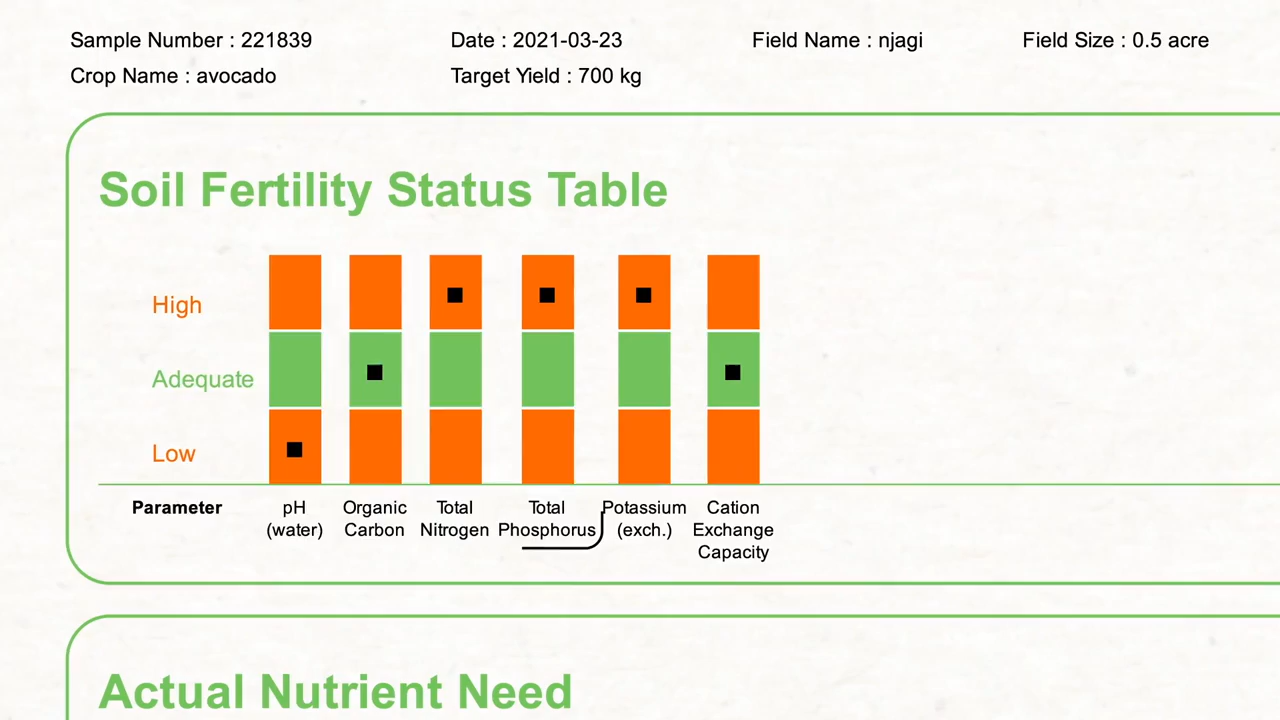 Sample Number : 221839 Date : 2021-03-23 Field Name : njagi Field Size : 0.5 acre
Crop Name : avocado Target Yield : 700 kg
Soil Fertility Status Table
High
Adequate
Low
Parameter pH Organic Total Total Potassium Cation
(water) Carbon Nitrogen Phosphorus (exch.) Exchange
Capacity
Actual Nutrient Need